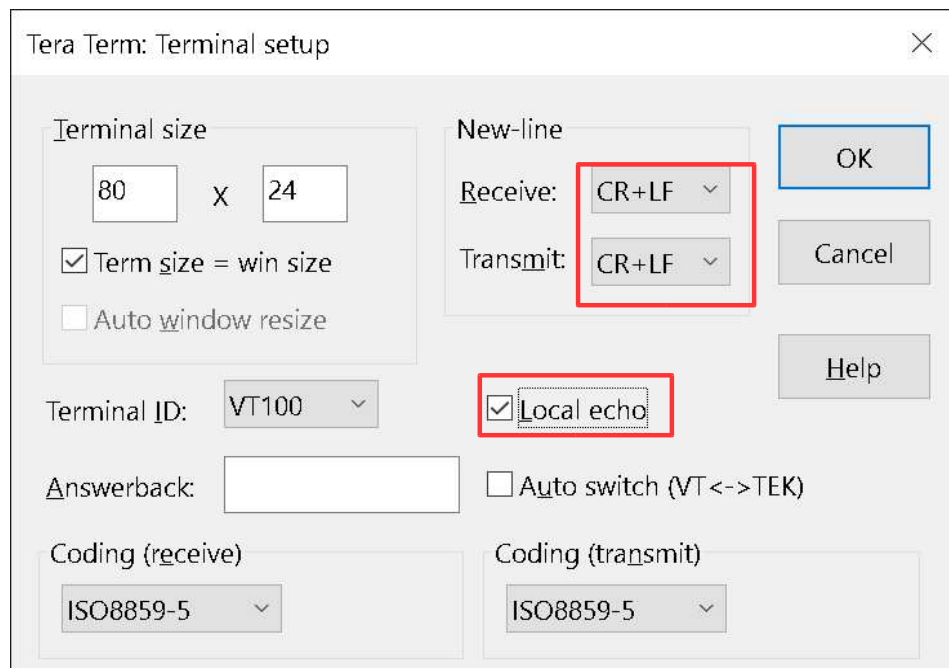 Tera Term: Terminal setup
Terminal size
80 X 24
Term size = win size
Auto window resize
New-line
Receive: CR+LF
Transmit: CR+LF
OK
Cancel
Help
Terminal ID: VT100
Local echo
Answerback:
Auto switch (VT<->TEK)
Coding (receive)
ISO8859-5
Coding (transmit)
ISO8859-5